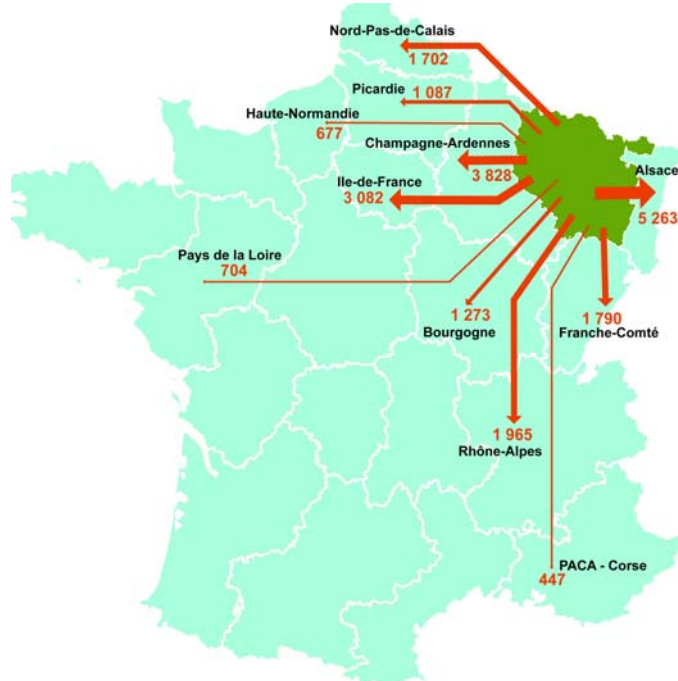 Nord-Pas-de-Calais
1 702
Picardie
1 087
Haute-Normandie
677
Champagne-Ardennes
3 828
Ile-de-France
3 082
Alsace
5 263
Pays de la Loire
704
1 273
Bourgogne
1 790
Franche-Comté
1 965
Rhône-Alpes
PACA - Corse
447